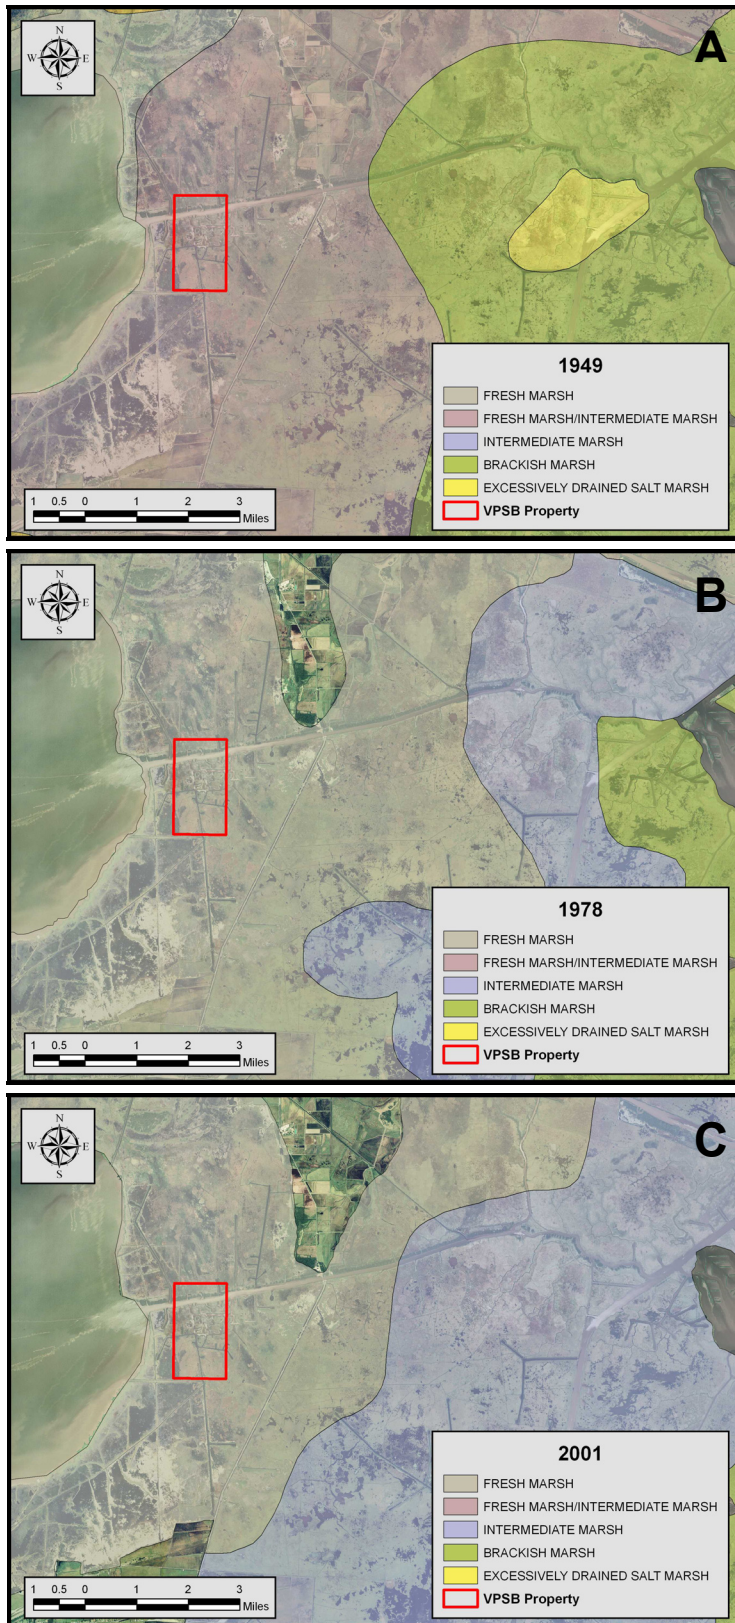 A
N
W E
S
1949
FRESH MARSH
FRESH MARSH/INTERMEDIATE MARSH
INTERMEDIATE MARSH
BRACKISH MARSH
EXCESSIVELY DRAINED SALT MARSH
VPSB Property
1 0.5 0 1 2 3
Miles
B
N
W E
S
1978
FRESH MARSH
FRESH MARSH/INTERMEDIATE MARSH
INTERMEDIATE MARSH
BRACKISH MARSH
EXCESSIVELY DRAINED SALT MARSH
VPSB Property
1 0.5 0 1 2 3
Miles
C
N
W E
S
2001
FRESH MARSH
FRESH MARSH/INTERMEDIATE MARSH
INTERMEDIATE MARSH
BRACKISH MARSH
EXCESSIVELY DRAINED SALT MARSH
VPSB Property
1 0.5 0 1 2 3
Miles